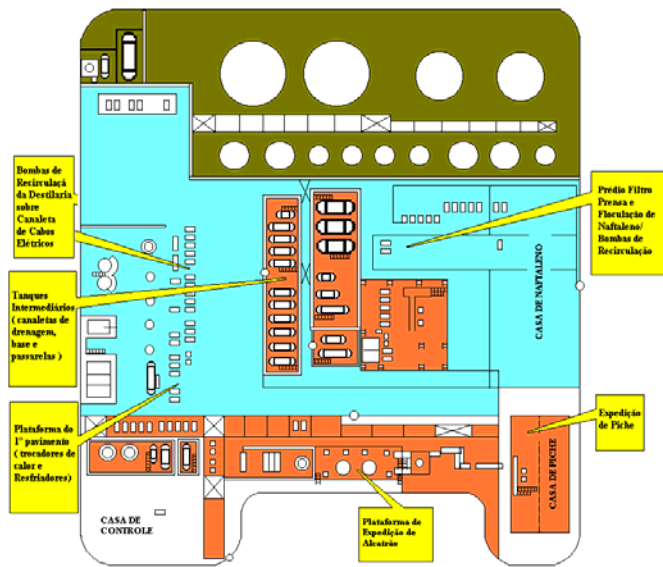 Bombas de
Recirculaçã
da Destilaria
sobre
Canaleta
de Cabos
Elétricos
Tanques
Intermediários
( canaletas de
drenagem,
base e
passarelas )
Plataforma do
1º pavimento
( trocadores de
calor e
Resfriadores)
CASA DE
CONTROLE
Plataforma de
Expedição de
Alcatrão
Prédio Filtro
Prensa e
Floculação de
Naftaleno/
Bombas de
Recirculação
CASA DE NAFTALENO
Expedição
de Piche
CASA DE PICHE